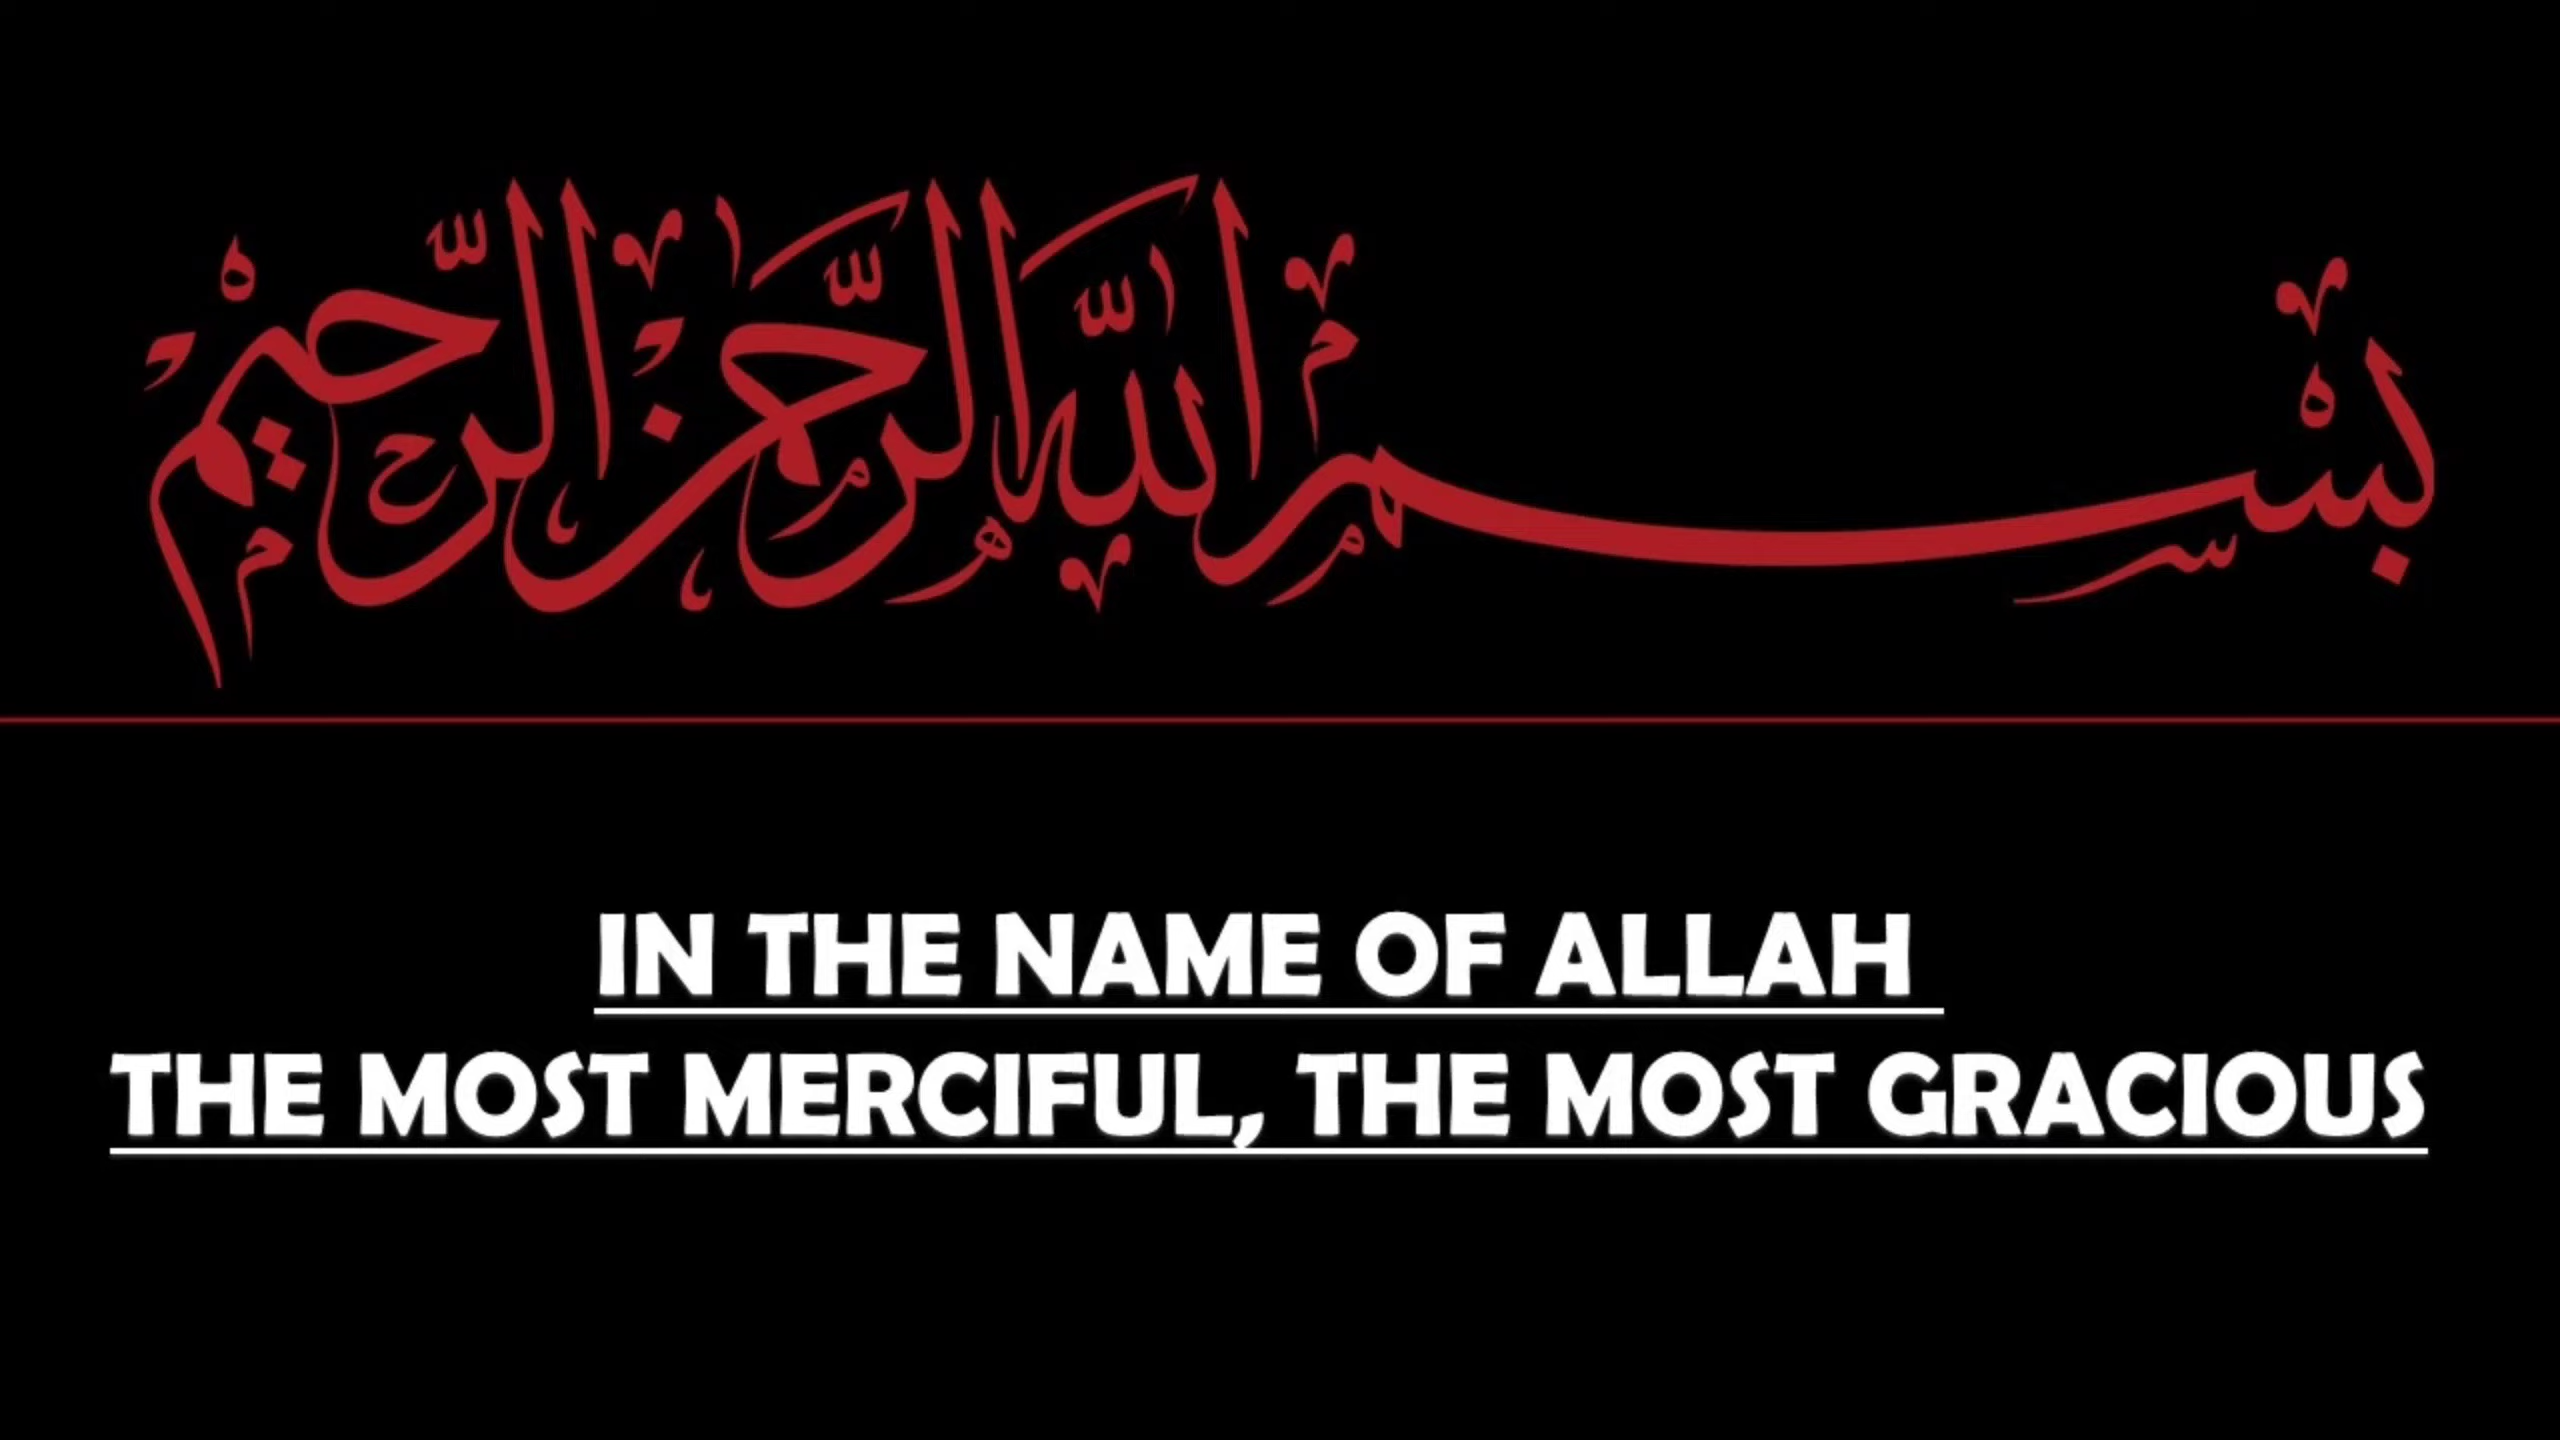 بسم الله الرحمن الرحيم
IN THE NAME OF ALLAH
THE MOST MERCIFUL, THE MOST GRACIOUS